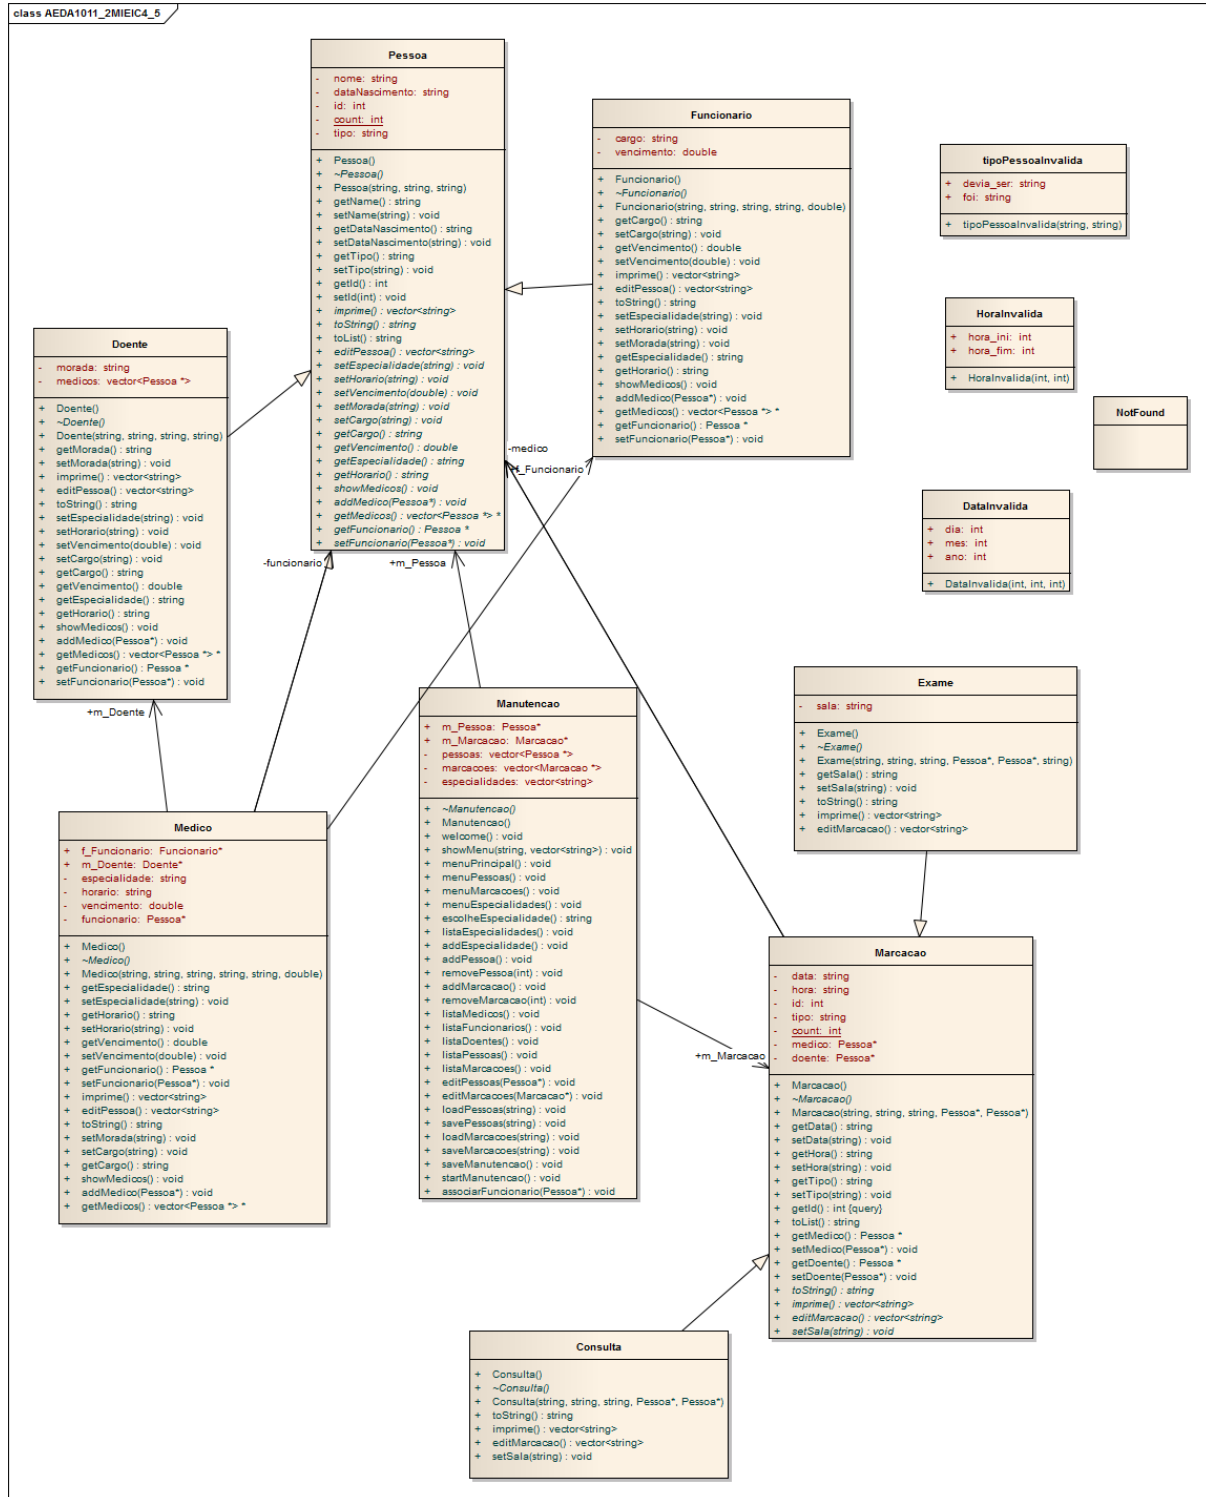 class AEDA1011_2MIEIC4_5
Pessoa
- nome: string
- dataNascimento: string
- id: int
- count: int
- tipo: string
+ Pessoa()
+ ~Pessoa()
+ Pessoa(string, string, string)
+ getName() : string
+ setName(string) : void
+ getDataNascimento() : string
+ setDataNascimento(string) : void
+ getTipo() : string
+ setTipo(string) : void
+ getId() : int
+ setId(int) : void
+ imprime() : vector<string>
+ toString() : string
+ toList() : string
+ editPessoa() : vector<string>
+ setEspecialidade(string) : void
+ setHorario(string) : void
+ setVencimento(double) : void
+ setMorada(string) : void
+ setCargo(string) : void
+ getCargo() : string
+ getVencimento() : double
+ getEspecialidade() : string
+ getHorario() : string
+ showMedicos() : void
+ addMedico(Pessoa*) : void
+ getMedicos() : vector<Pessoa *> *
+ getFuncionario() : Pessoa *
+ setFuncionario(Pessoa*) : void
Funcionario
- cargo: string
- vencimento: double
+ Funcionario()
+ ~Funcionario()
+ Funcionario(string, string, string, string, double)
+ getCargo() : string
+ setCargo(string) : void
+ getVencimento() : double
+ setVencimento(double) : void
+ imprime() : vector<string>
+ editPessoa() : vector<string>
+ toString() : string
+ setEspecialidade(string) : void
+ setHorario(string) : void
+ setMorada(string) : void
+ getEspecialidade() : string
+ getHorario() : string
+ showMedicos() : void
+ addMedico(Pessoa*) : void
+ getMedicos() : vector<Pessoa *> *
+ getFuncionario() : Pessoa *
+ setFuncionario(Pessoa*) : void
tipoPessoaInvalida
+ devia_ser: string
+ foi: string
+ tipoPessoaInvalida(string, string)
HoraInvalida
+ hora_ini: int
+ hora_fim: int
+ HoraInvalida(int, int)
NotFound
DataInvalida
+ dia: int
+ mes: int
+ ano: int
+ DataInvalida(int, int, int)
Doente
- morada: string
- medicos: vector<Pessoa *>
+ Doente()
+ ~Doente()
+ Doente(string, string, string, string)
+ getMorada() : string
+ setMorada(string) : void
+ imprime() : vector<string>
+ editPessoa() : vector<string>
+ toString() : string
+ setEspecialidade(string) : void
+ setHorario(string) : void
+ setVencimento(double) : void
+ setCargo(string) : void
+ getCargo() : string
+ getVencimento() : double
+ getEspecialidade() : string
+ getHorario() : string
+ showMedicos() : void
+ addMedico(Pessoa*) : void
+ getMedicos() : vector<Pessoa *> *
+ getFuncionario() : Pessoa *
+ setFuncionario(Pessoa*) : void
-medico
+f_Funcionario
-funcionario
+m_Pessoa
+m_Doente
Manutencao
+ m_Pessoa: Pessoa*
+ m_Marcacao: Marcacao*
- pessoas: vector<Pessoa *>
- marcacoes: vector<Marcacao *>
- especialidades: vector<string>
+ ~Manutencao()
+ Manutencao()
+ welcome() : void
+ showMenu(string, vector<string>) : void
+ menuPrincipal() : void
+ menuPessoas() : void
+ menuMarcacoes() : void
+ menuEspecialidades() : void
+ escolheEspecialidade() : string
+ listaEspecialidades() : void
+ addEspecialidade() : void
+ addPessoa() : void
+ removePessoa(int) : void
+ addMarcacao() : void
+ removeMarcacao(int) : void
+ listaMedicos() : void
+ listaFuncionarios() : void
+ listaDoentes() : void
+ listaPessoas() : void
+ listaMarcacoes() : void
+ editPessoas(Pessoa*) : void
+ editMarcacoes(Marcacao*) : void
+ loadPessoas(string) : void
+ savePessoas(string) : void
+ loadMarcacoes(string) : void
+ saveMarcacoes(string) : void
+ saveManutencao() : void
+ startManutencao() : void
+ associarFuncionario(Pessoa*) : void
Exame
- sala: string
+ Exame()
+ ~Exame()
+ Exame(string, string, string, Pessoa*, Pessoa*, string)
+ getSala() : string
+ setSala(string) : void
+ toString() : string
+ imprime() : vector<string>
+ editMarcacao() : vector<string>
Medico
+ f_Funcionario: Funcionario*
+ m_Doente: Doente*
- especialidade: string
- horario: string
- vencimento: double
- funcionario: Pessoa*
+ Medico()
+ ~Medico()
+ Medico(string, string, string, string, string, double)
+ getEspecialidade() : string
+ setEspecialidade(string) : void
+ getHorario() : string
+ setHorario(string) : void
+ getVencimento() : double
+ setVencimento(double) : void
+ getFuncionario() : Pessoa *
+ setFuncionario(Pessoa*) : void
+ imprime() : vector<string>
+ editPessoa() : vector<string>
+ toString() : string
+ setMorada(string) : void
+ setCargo(string) : void
+ getCargo() : string
+ showMedicos() : void
+ addMedico(Pessoa*) : void
+ getMedicos() : vector<Pessoa *> *
+m_Marcacao
Marcacao
- data: string
- hora: string
- id: int
- tipo: string
- count: int
- medico: Pessoa*
- doente: Pessoa*
+ Marcacao()
+ ~Marcacao()
+ Marcacao(string, string, string, Pessoa*, Pessoa*)
+ getData() : string
+ setData(string) : void
+ getHora() : string
+ setHora(string) : void
+ getTipo() : string
+ setTipo(string) : void
+ getId() : int {query}
+ toList() : string
+ getMedico() : Pessoa *
+ setMedico(Pessoa*) : void
+ getDoente() : Pessoa *
+ setDoente(Pessoa*) : void
+ toString() : string
+ imprime() : vector<string>
+ editMarcacao() : vector<string>
+ setSala(string) : void
Consulta
+ Consulta()
+ ~Consulta()
+ Consulta(string, string, string, Pessoa*, Pessoa*)
+ toString() : string
+ imprime() : vector<string>
+ editMarcacao() : vector<string>
+ setSala(string) : void